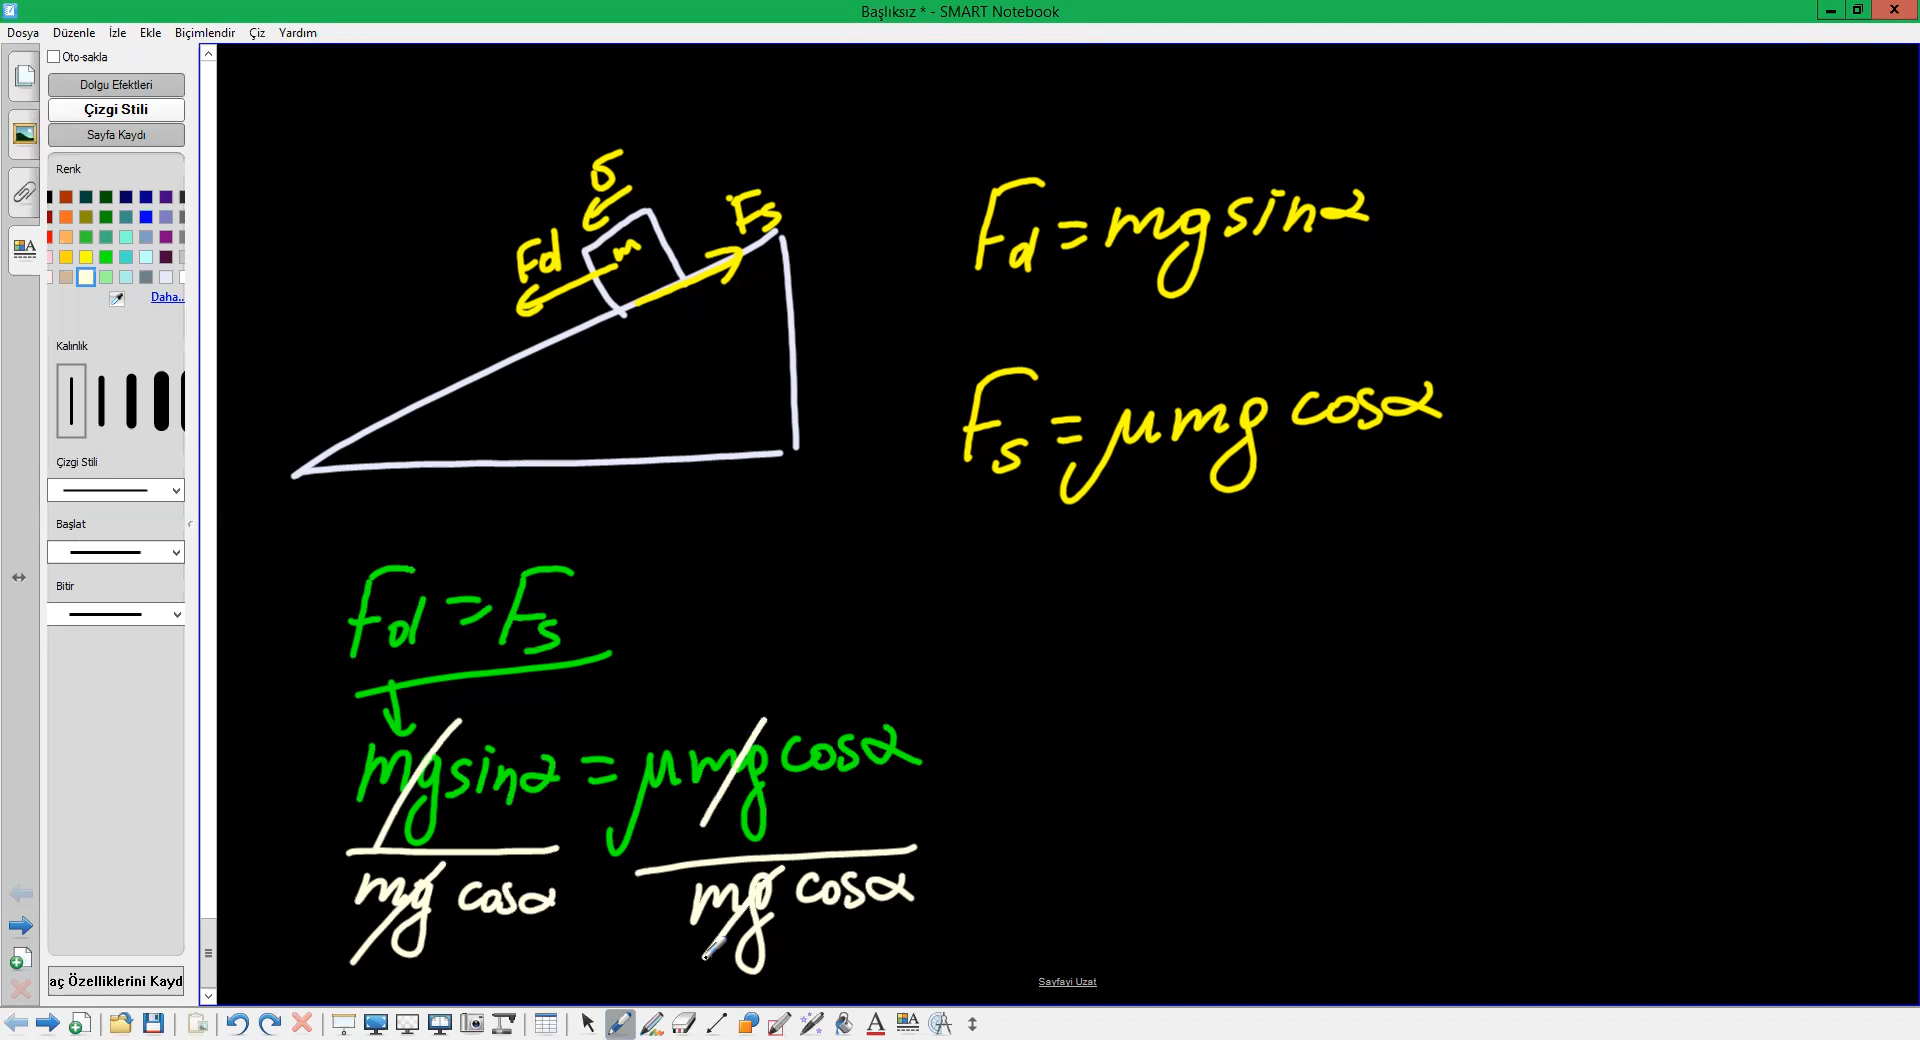 Başlıksız * - SMART Notebook
Dosya Düzenle İzle Ekle Biçimlendir Çiz Yardım
Oto-sakla
Dolgu Efektleri
Çizgi Stili
Sayfa Kaydı
Renk
Daha..
Kalınlık
Çizgi Stili
Başlat
Bitir
aç Özelliklerini Kayd
Fd
m
Fs
Fd = mg sinα
Fs = μmg cosα
Fd = Fs
mg sinα = μmg cosα
mg cosα mg cosα
Sayfayi Uzat